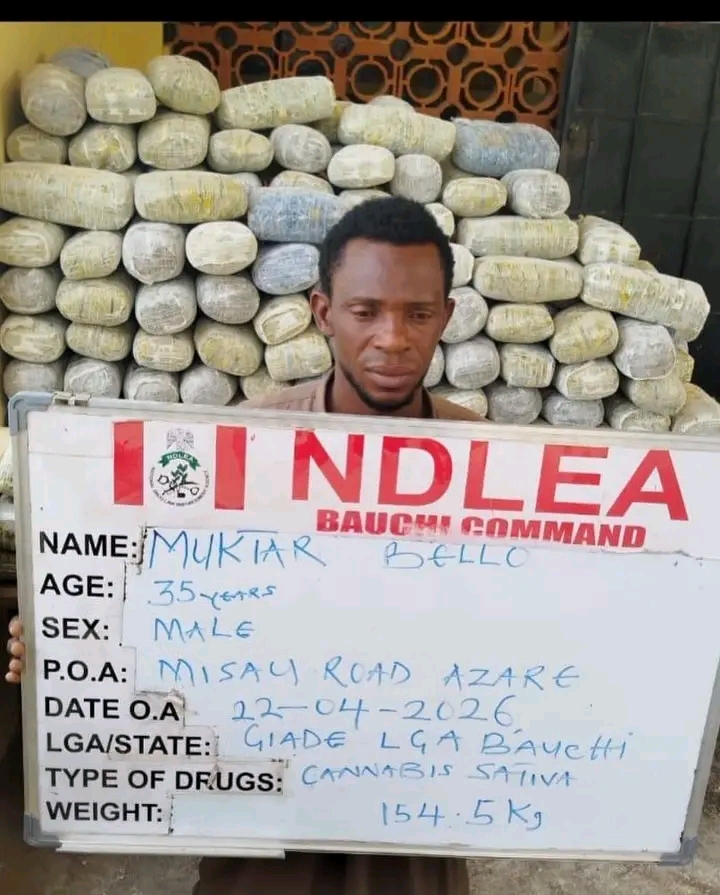 NDLEA
NDLEA
BAUCHI COMMAND
NAME: MUKTAR BELLO
AGE: 35 YEARS
SEX: MALE
P.O.A: MISAU ROAD AZARE
DATE O.A 22-04-2026
LGA/STATE: GIADE LGA BAUCHI
TYPE OF DRUGS: CANNABIS SATIVA
WEIGHT: 154.5 Kg